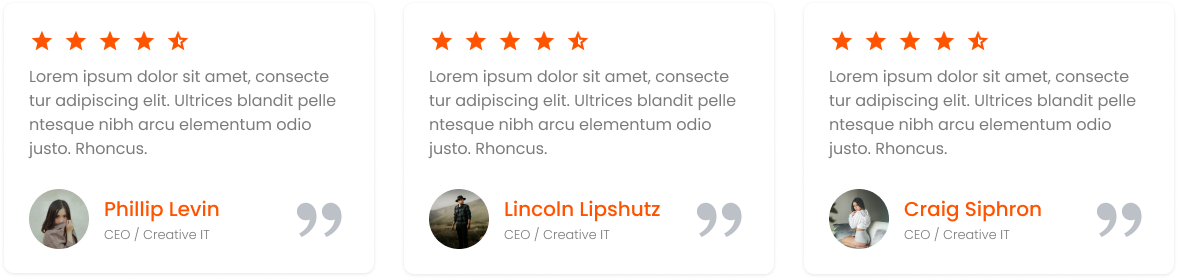 Lorem ipsum dolor sit amet, consecte
tur adipiscing elit. Ultrices blandit pelle
ntesque nibh arcu elementum odio
justo. Rhoncus.
Phillip Levin
CEO / Creative IT
Lorem ipsum dolor sit amet, consecte
tur adipiscing elit. Ultrices blandit pelle
ntesque nibh arcu elementum odio
justo. Rhoncus.
Lincoln Lipshutz
CEO / Creative IT
Lorem ipsum dolor sit amet, consecte
tur adipiscing elit. Ultrices blandit pelle
ntesque nibh arcu elementum odio
justo. Rhoncus.
Craig Siphron
CEO / Creative IT